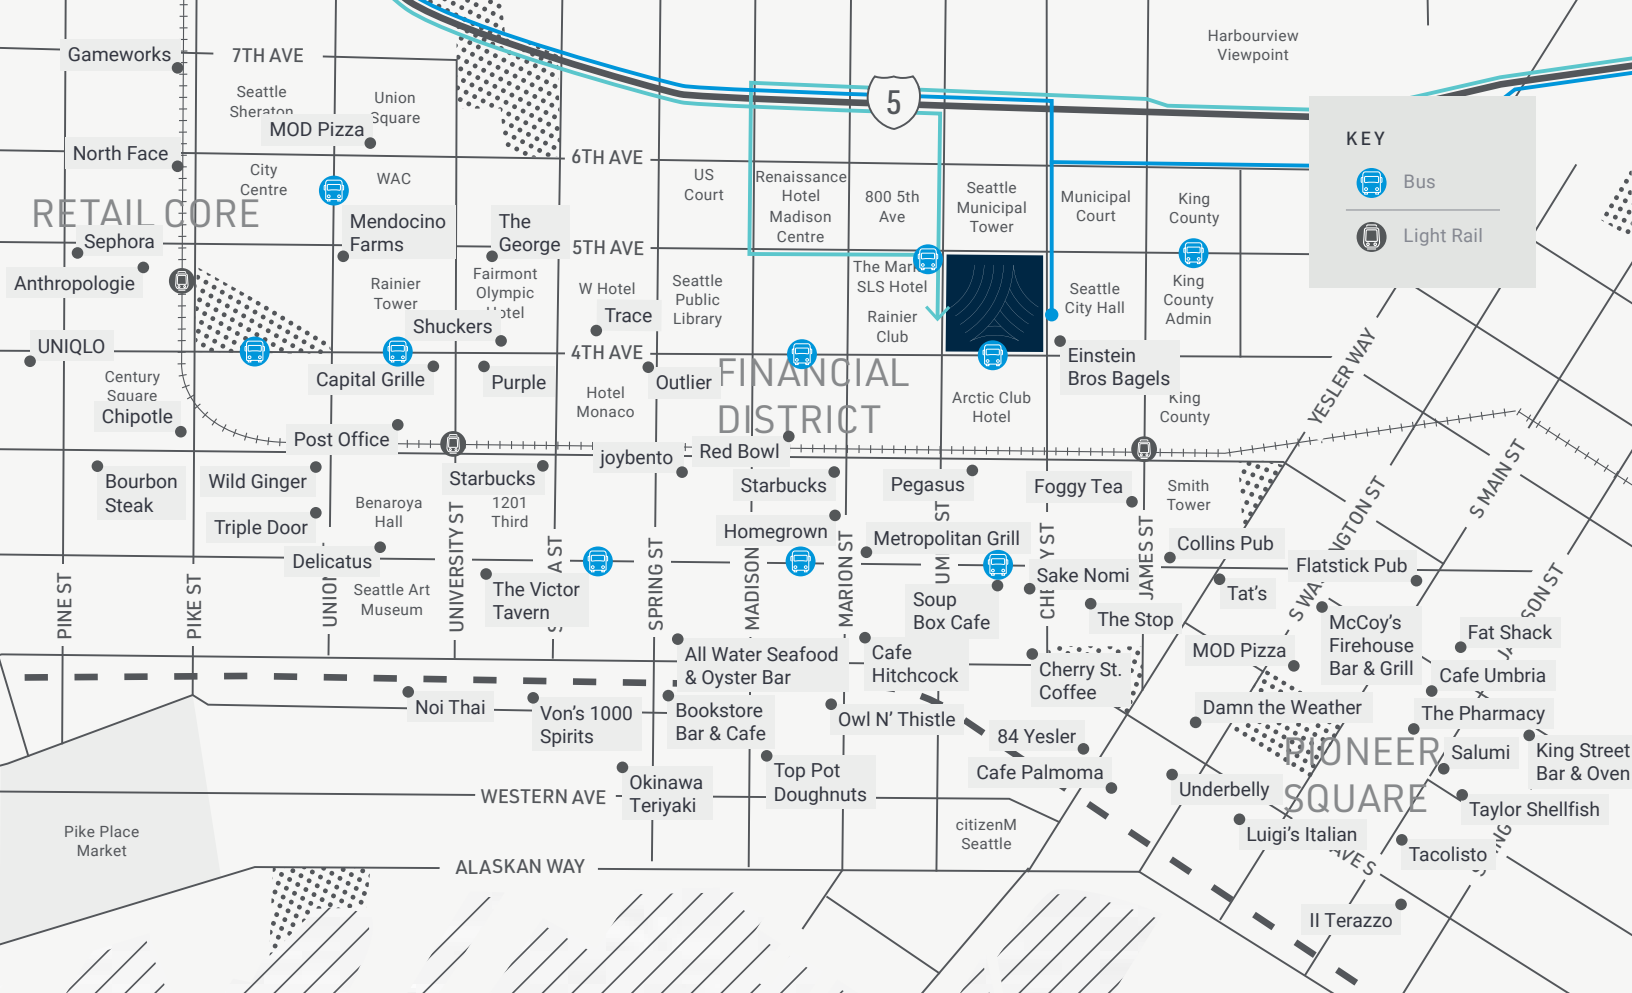 Harbourview
Viewpoint
Gameworks
7TH AVE
5
Seattle
Sheraton
Union
Square
MOD Pizza
North Face
6TH AVE
City
Centre
WAC
US
Court
Renaissance
Hotel
Madison
Centre
800 5th
Ave
Seattle
Municipal
Tower
Municipal
Court
King
County
KEY
Bus
Light Rail
RETAIL CORE
Mendocino
Farms
The
George
5TH AVE
Sephora
Anthropologie
Rainier
Tower
Fairmont
Olympic
Hotel
W Hotel
Seattle
Public
Library
The Mark
SLS Hotel
Rainier
Club
Seattle
City Hall
King
County
Admin
Shuckers
Trace
UNIQLO
4TH AVE
FINANCIAL
DISTRICT
Einstein
Bros Bagels
Century
Square
Capital Grille
Purple
Outlier
Hotel
Monaco
Arctic Club
Hotel
King
County
YESLER WAY
Chipotle
Post Office
joybento
Red Bowl
Bourbon
Steak
Wild Ginger
Starbucks
Starbucks
Pegasus
Foggy Tea
Smith
Tower
S MAIN ST
Benaroya
Hall
1201
Third
Triple Door
Homegrown
Metropolitan Grill
Collins Pub
Delicatus
Flatstick Pub
Seattle Art
Museum
The Victor
Tavern
Soup
Box Cafe
Sake Nomi
The Stop
Tat's
McCoy's
Firehouse
Bar & Grill
Fat Shack
PINE ST
PIKE ST
UNION
UNIVERSITY ST
SPRING ST
MADISON
MARION ST
JAMES ST
MOD Pizza
All Water Seafood
& Oyster Bar
Cafe
Hitchcock
Cherry St.
Coffee
Cafe Umbria
Noi Thai
Von's 1000
Spirits
Bookstore
Bar & Cafe
Owl N' Thistle
84 Yesler
Damn the Weather
The Pharmacy
PIONEER
SQUARE
Salumi
King Street
Bar & Oven
Okinawa
Teriyaki
Top Pot
Doughnuts
Cafe Palmoma
Underbelly
Taylor Shellfish
WESTERN AVE
Pike Place
Market
citizenM
Seattle
Luigi's Italian
Tacolisto
ALASKAN WAY
Il Terazzo